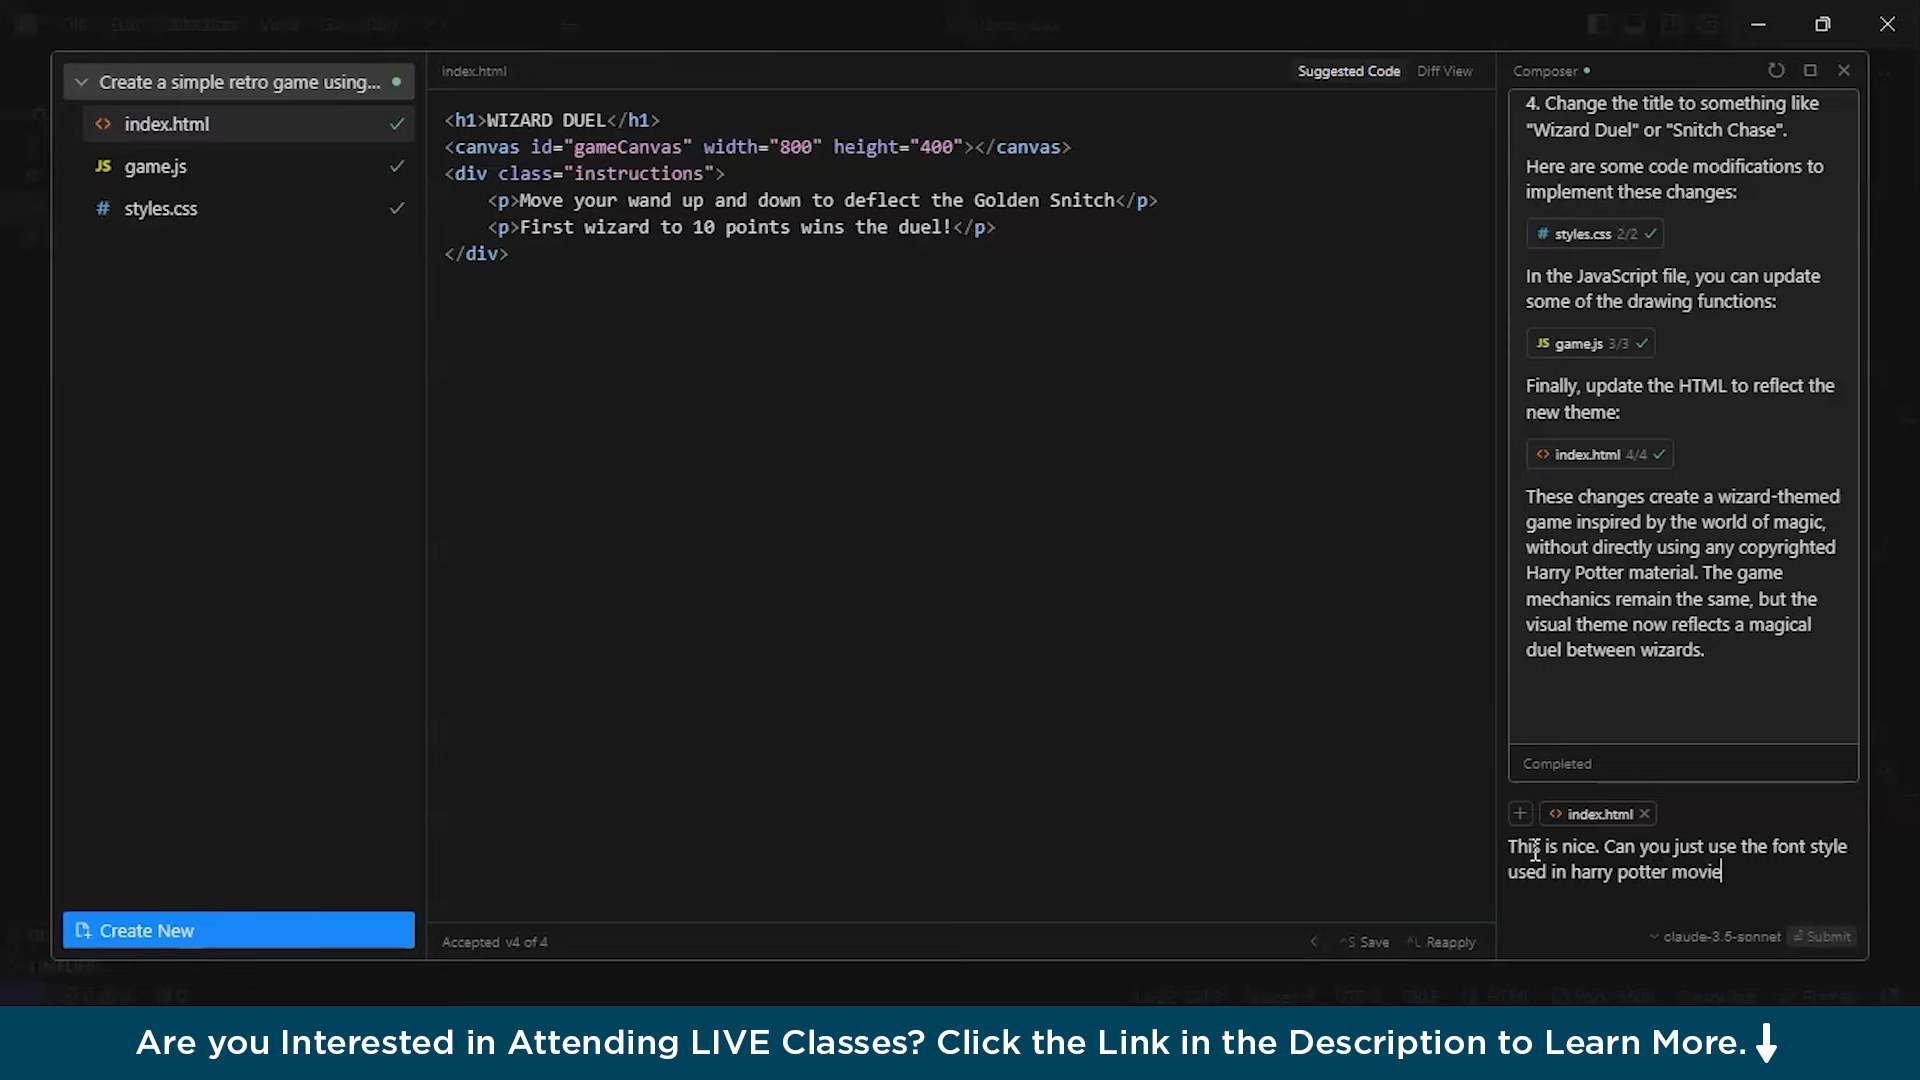 Create a simple retro game using...
index.html
Suggested Code
Diff View
Composer
index.html
JS game.js
# styles.css
<h1>WIZARD DUEL</h1>
<canvas id="gameCanvas" width="800" height="400"></canvas>
<div class="instructions">
<p>Move your wand up and down to deflect the Golden Snitch</p>
<p>First wizard to 10 points wins the duel!</p>
</div>
4. Change the title to something like
"Wizard Duel" or "Snitch Chase".
Here are some code modifications to
implement these changes:
# styles.css 2/2
In the JavaScript file, you can update
some of the drawing functions:
JS game.js 3/3
Finally, update the HTML to reflect the
new theme:
<> index.html 4/4
These changes create a wizard-themed
game inspired by the world of magic,
without directly using any copyrighted
Harry Potter material. The game
mechanics remain the same, but the
visual theme now reflects a magical
duel between wizards.
Completed
<> index.html
This is nice. Can you just use the font style
used in harry potter movie
claude-3.5-sonnet
Submit
Create New
Accepted v4 of 4
^S Save
^L Reapply
Are you Interested in Attending LIVE Classes? Click the Link in the Description to Learn More.